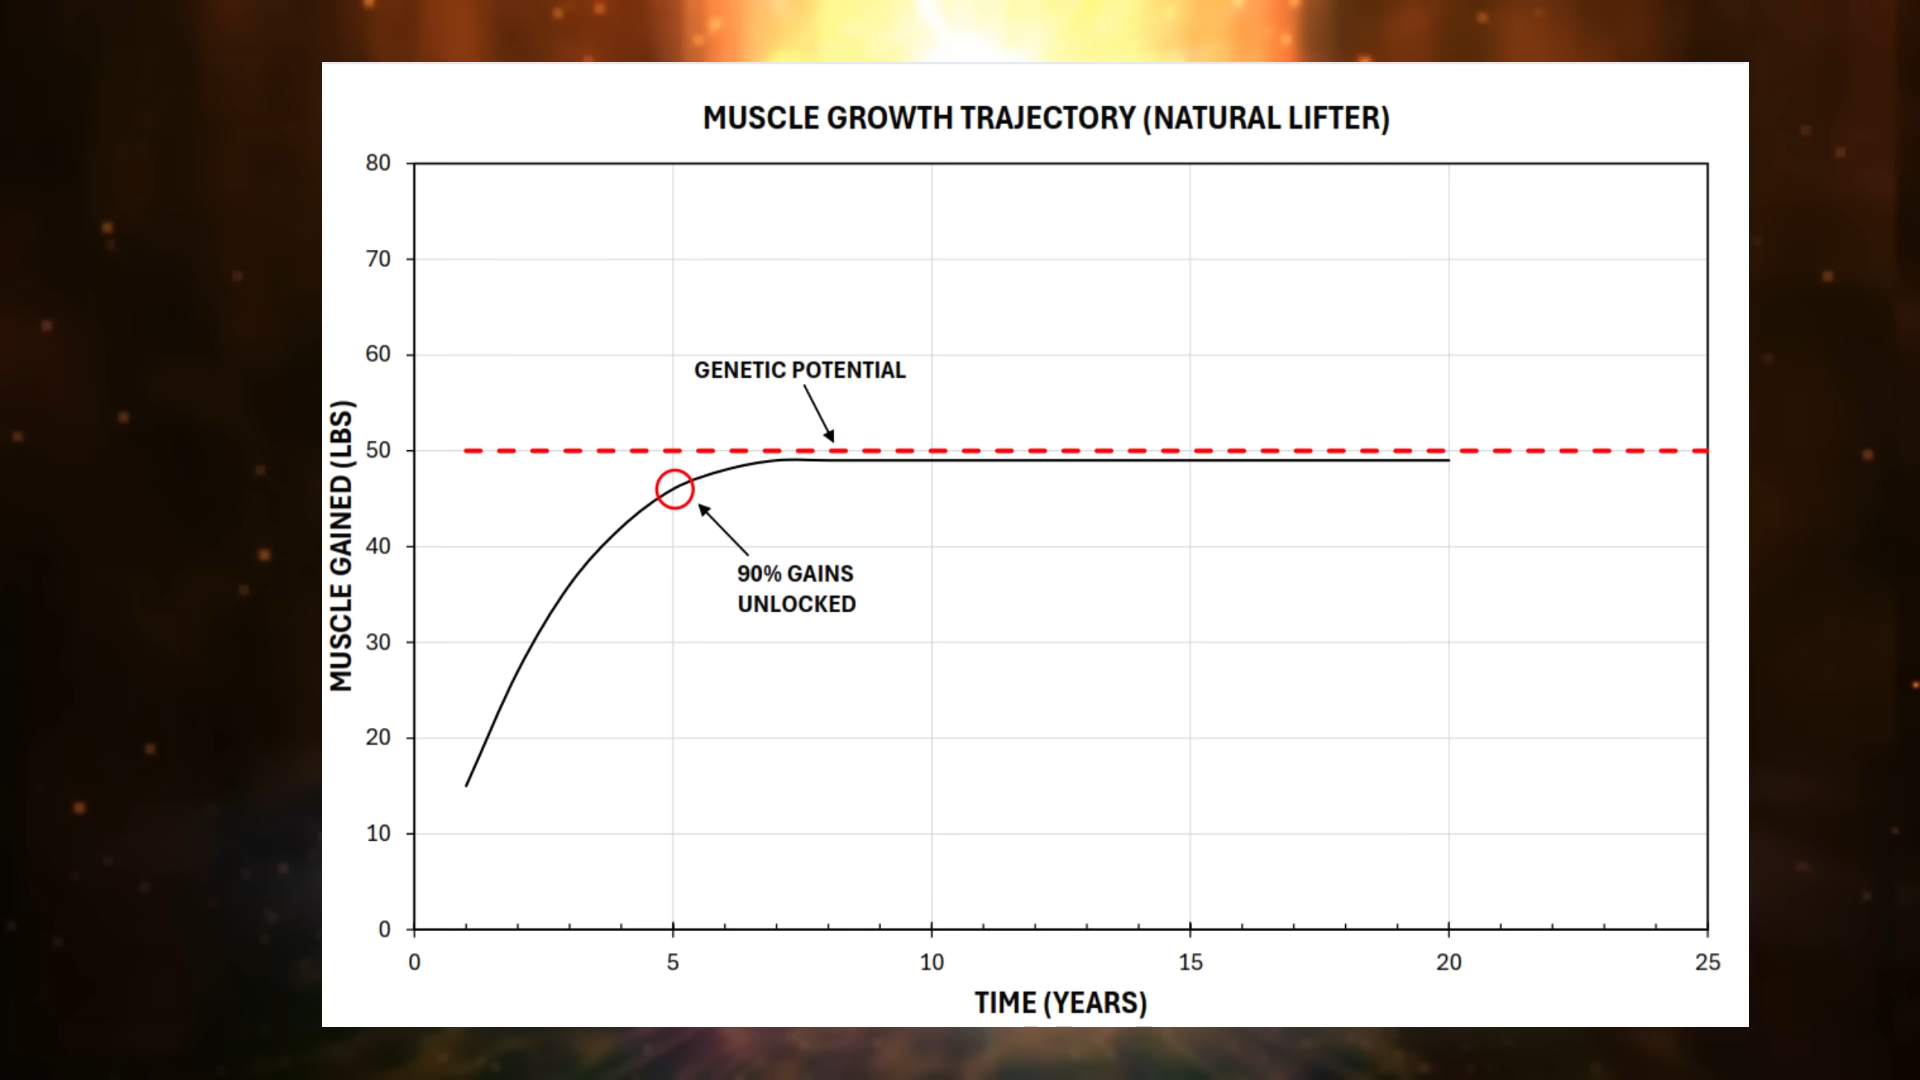 MUSCLE GROWTH TRAJECTORY (NATURAL LIFTER)
80
70
60
50
40
30
20
10
0
MUSCLE GAINED (LBS)
GENETIC POTENTIAL
90% GAINS
UNLOCKED
0 5 10 15 20 25
TIME (YEARS)